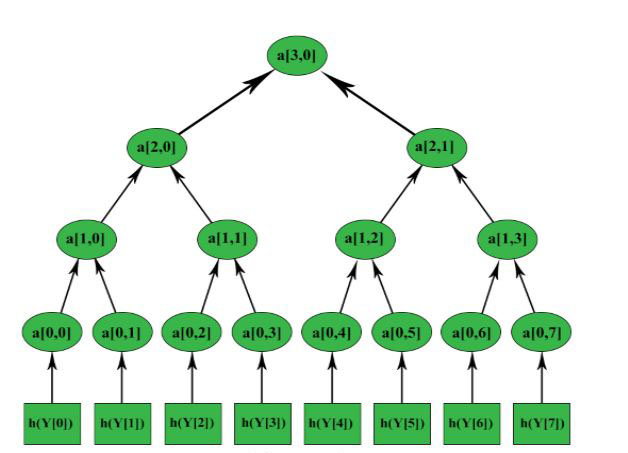 a[3,0]
a[2,0] a[2,1]
a[1,0] a[1,1] a[1,2] a[1,3]
a[0,0] a[0,1] a[0,2] a[0,3] a[0,4] a[0,5] a[0,6] a[0,7]
h(Y[0]) h(Y[1]) h(Y[2]) h(Y[3]) h(Y[4]) h(Y[5]) h(Y[6]) h(Y[7])